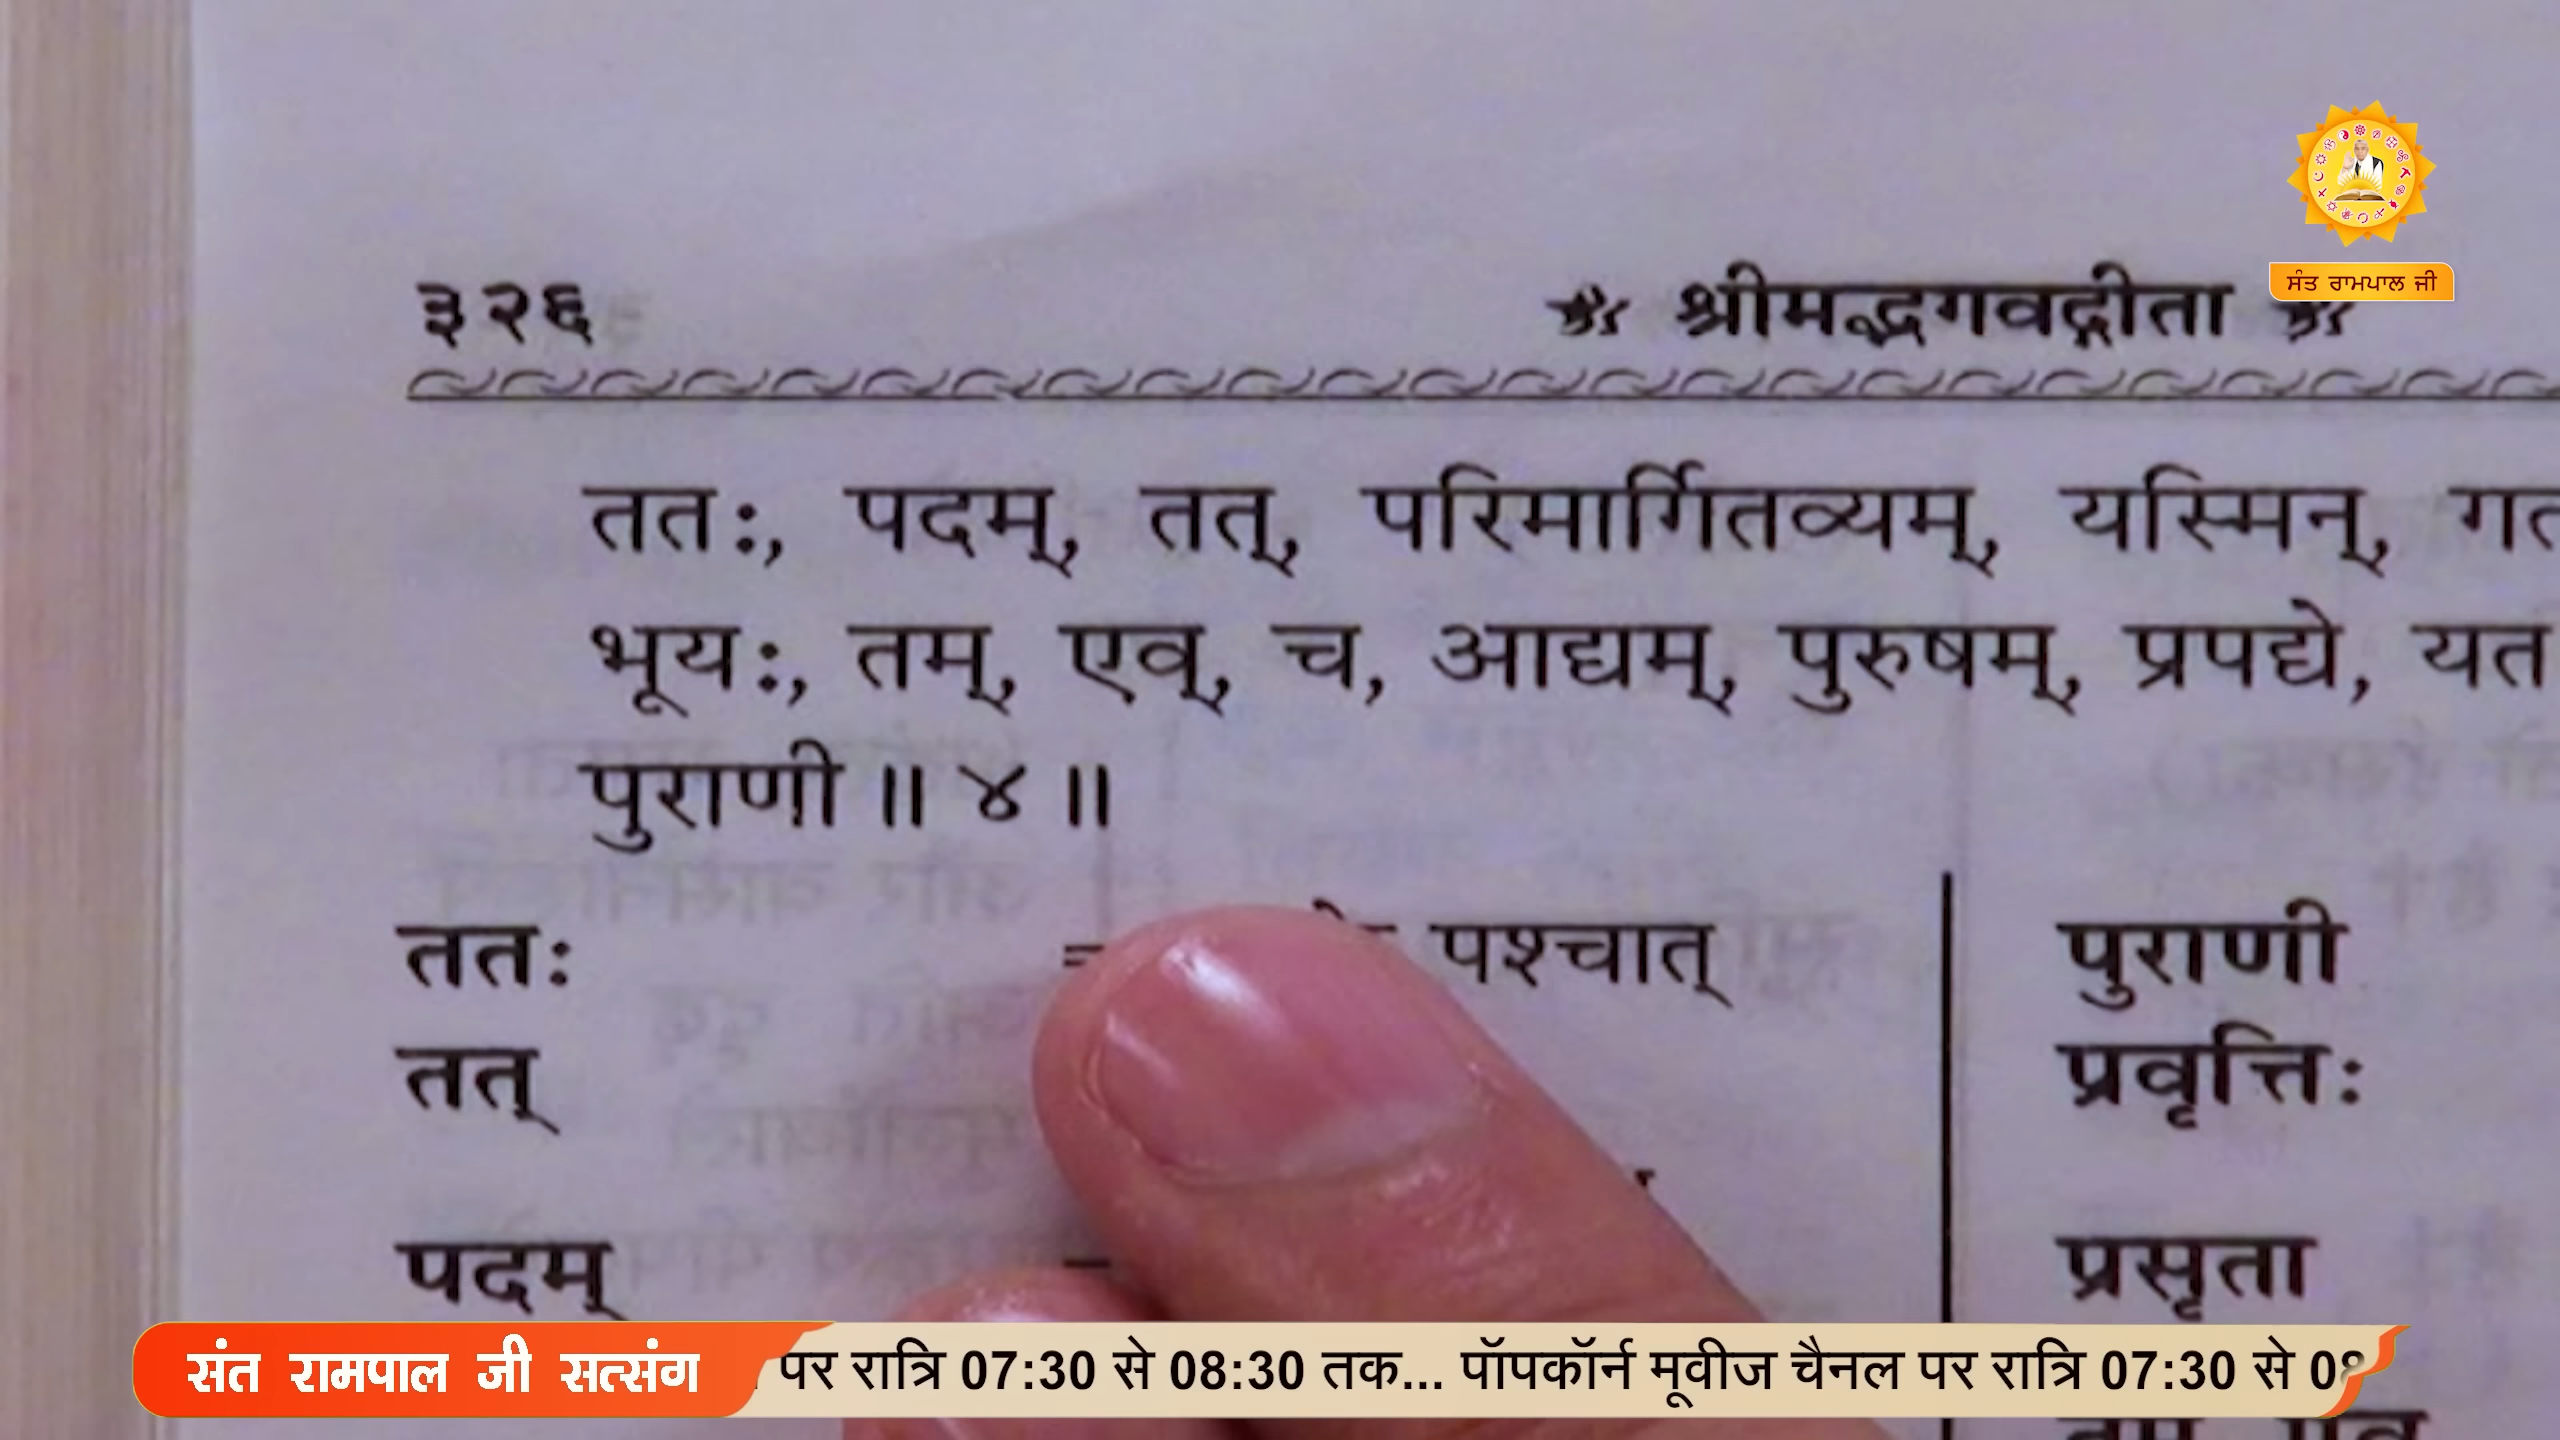 ਸੰਤ ਰਾਮਪਾਲ ਜੀ
३२६ श्रीमद्भगवद्गीता
ततः, पदम्, तत्, परिमार्गितव्यम्, यस्मिन्,
भूयः, तम्, एव्, च, आद्यम्, पुरुषम्, प्रपद्ये,
पुराणी ॥ ४ ॥
ततः = पश्चात् पुराणी
तत् प्रवृत्तिः
पदम् प्रसृता
संत रामपाल जी सत्संग पर रात्रि 07:30 से 08:30 तक... पॉपकॉर्न मूवीज चैनल पर रात्रि 07:30 से